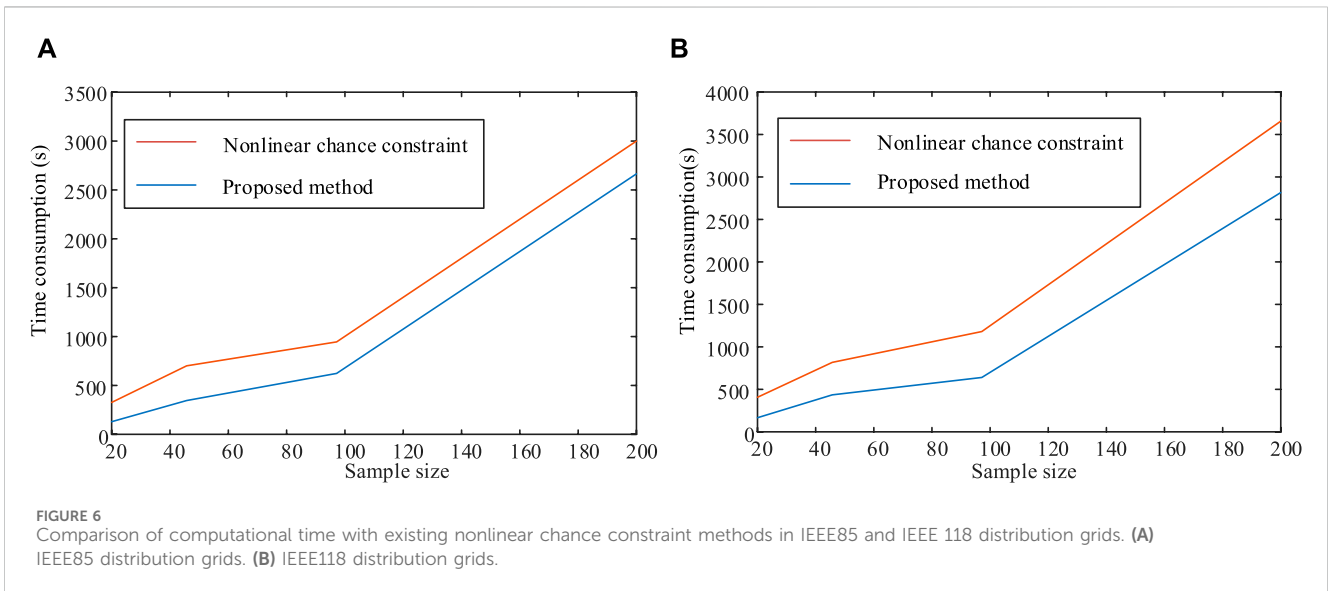 A
B
3500
3000
2500
2000
1500
1000
500
0
Time consumption (s)
Nonlinear chance constraint
Proposed method
20 40 60 80 100 120 140 160 180 200
Sample size
4000
3500
3000
2500
2000
1500
1000
500
0
Time consumption(s)
Nonlinear chance constraint
Proposed method
20 40 60 80 100 120 140 160 180 200
Sample size
FIGURE 6
Comparison of computational time with existing nonlinear chance constraint methods in IEEE85 and IEEE 118 distribution grids. (A)
IEEE85 distribution grids. (B) IEEE118 distribution grids.